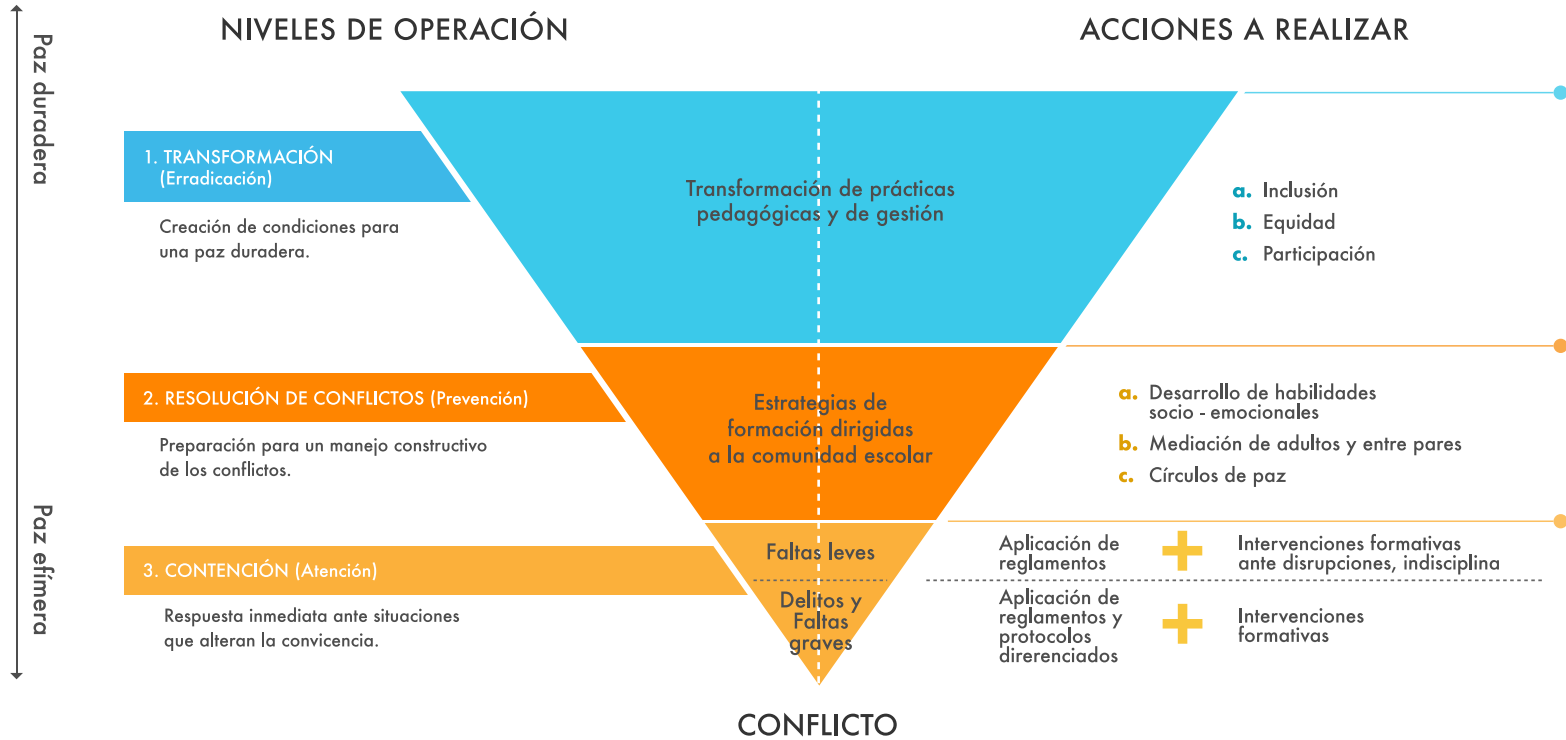 NIVELES DE OPERACIÓN
ACCIONES A REALIZAR
Paz duradera
Paz efímera
1. TRANSFORMACIÓN
(Erradicación)
Creación de condiciones para
una paz duradera.
Transformación de prácticas
pedagógicas y de gestión
a. Inclusión
b. Equidad
c. Participación
2. RESOLUCIÓN DE CONFLICTOS (Prevención)
Preparación para un manejo constructivo
de los conflictos.
Estrategias de
formación dirigidas
a la comunidad escolar
a. Desarrollo de habilidades
socio - emocionales
b. Mediación de adultos y entre pares
c. Círculos de paz
3. CONTENCIÓN (Atención)
Respuesta inmediata ante situaciones
que alteran la convicencia.
Faltas leves
Aplicación de
reglamentos
+
Intervenciones formativas
ante disrupciones, indisciplina
Delitos y
Faltas
graves
Aplicación de
reglamentos y
protocolos
direrenciados
+
Intervenciones
formativas
CONFLICTO